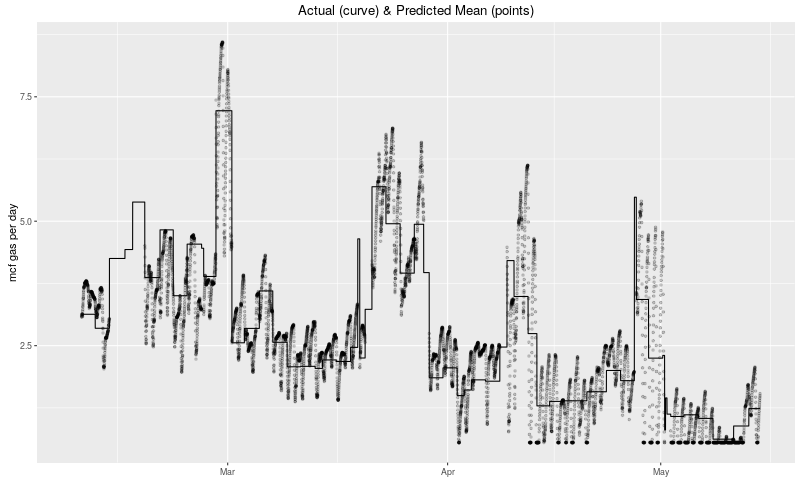 Actual (curve) & Predicted Mean (points)
mcf gas per day
7.5
5.0
2.5
Mar
Apr
May